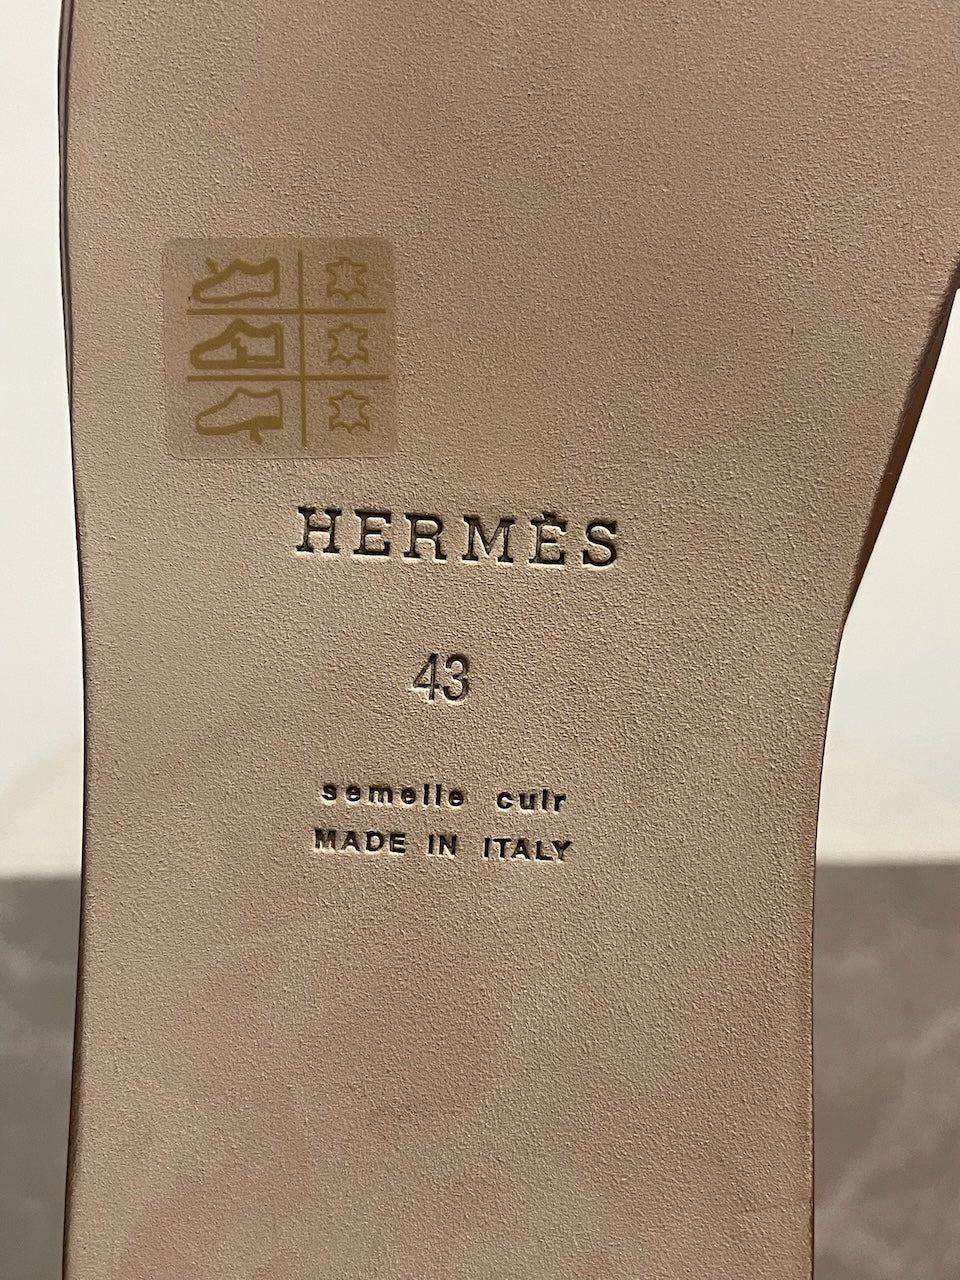 HERMÈS
43
semelle cuir
MADE IN ITALY